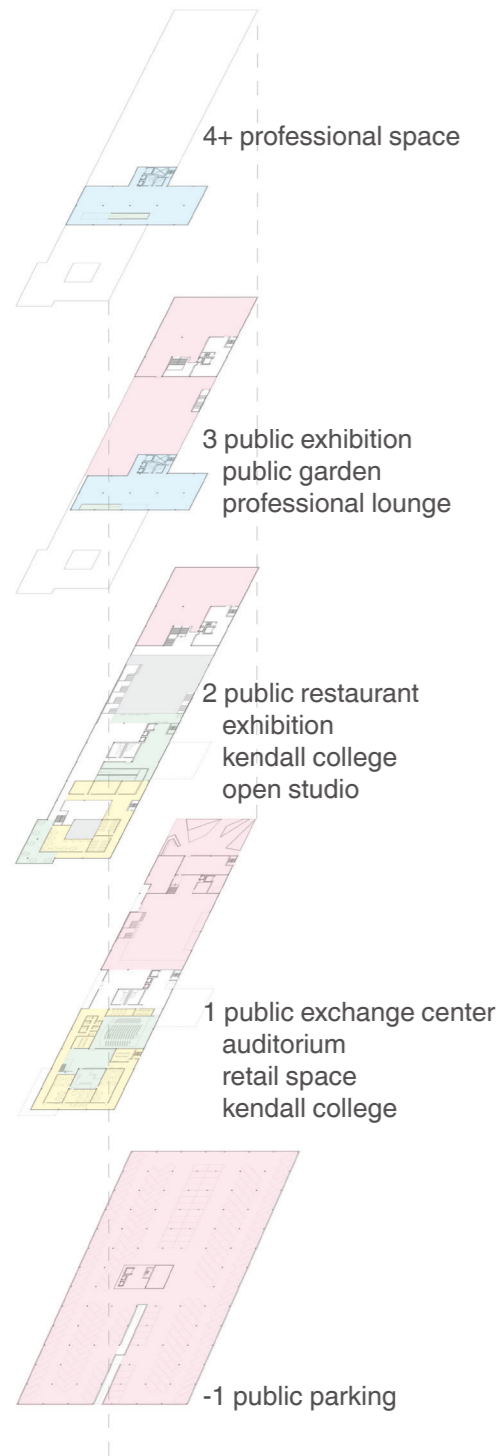 4+ professional space
3 public exhibition
public garden
professional lounge
2 public restaurant
exhibition
kendall college
open studio
1 public exchange center
auditorium
retail space
kendall college
-1 public parking